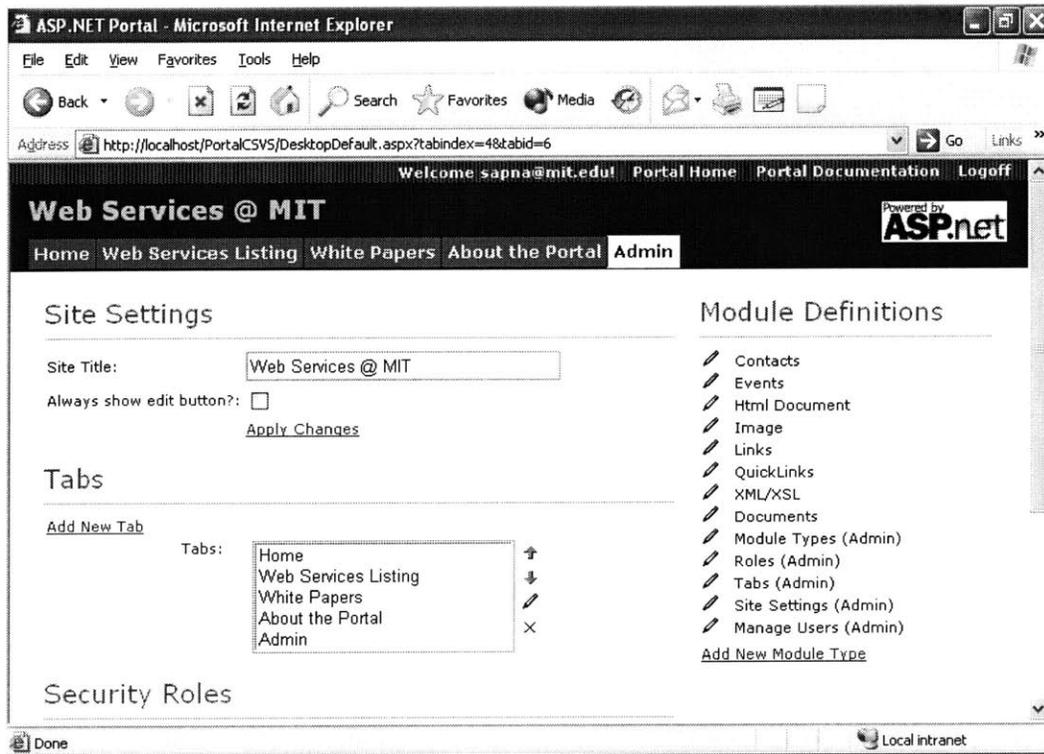 ASP.NET Portal - Microsoft Internet Explorer
File Edit View Favorites Tools Help
Back Search Favorites Media
Address http://localhost/PortalCSVS/DesktopDefault.aspx?tabindex=4&tabid=6 Go Links »
Welcome sapna@mit.edu! Portal Home Portal Documentation Logoff
Web Services @ MIT
Powered by
ASP.net
Home Web Services Listing White Papers About the Portal Admin
Site Settings
Site Title: Web Services @ MIT
Always show edit button?:
Apply Changes
Tabs
Add New Tab
Tabs:
Home
Web Services Listing
White Papers
About the Portal
Admin
Security Roles
Module Definitions
Contacts
Events
Html Document
Image
Links
QuickLinks
XML/XSL
Documents
Module Types (Admin)
Roles (Admin)
Tabs (Admin)
Site Settings (Admin)
Manage Users (Admin)
Add New Module Type
Done
Local intranet